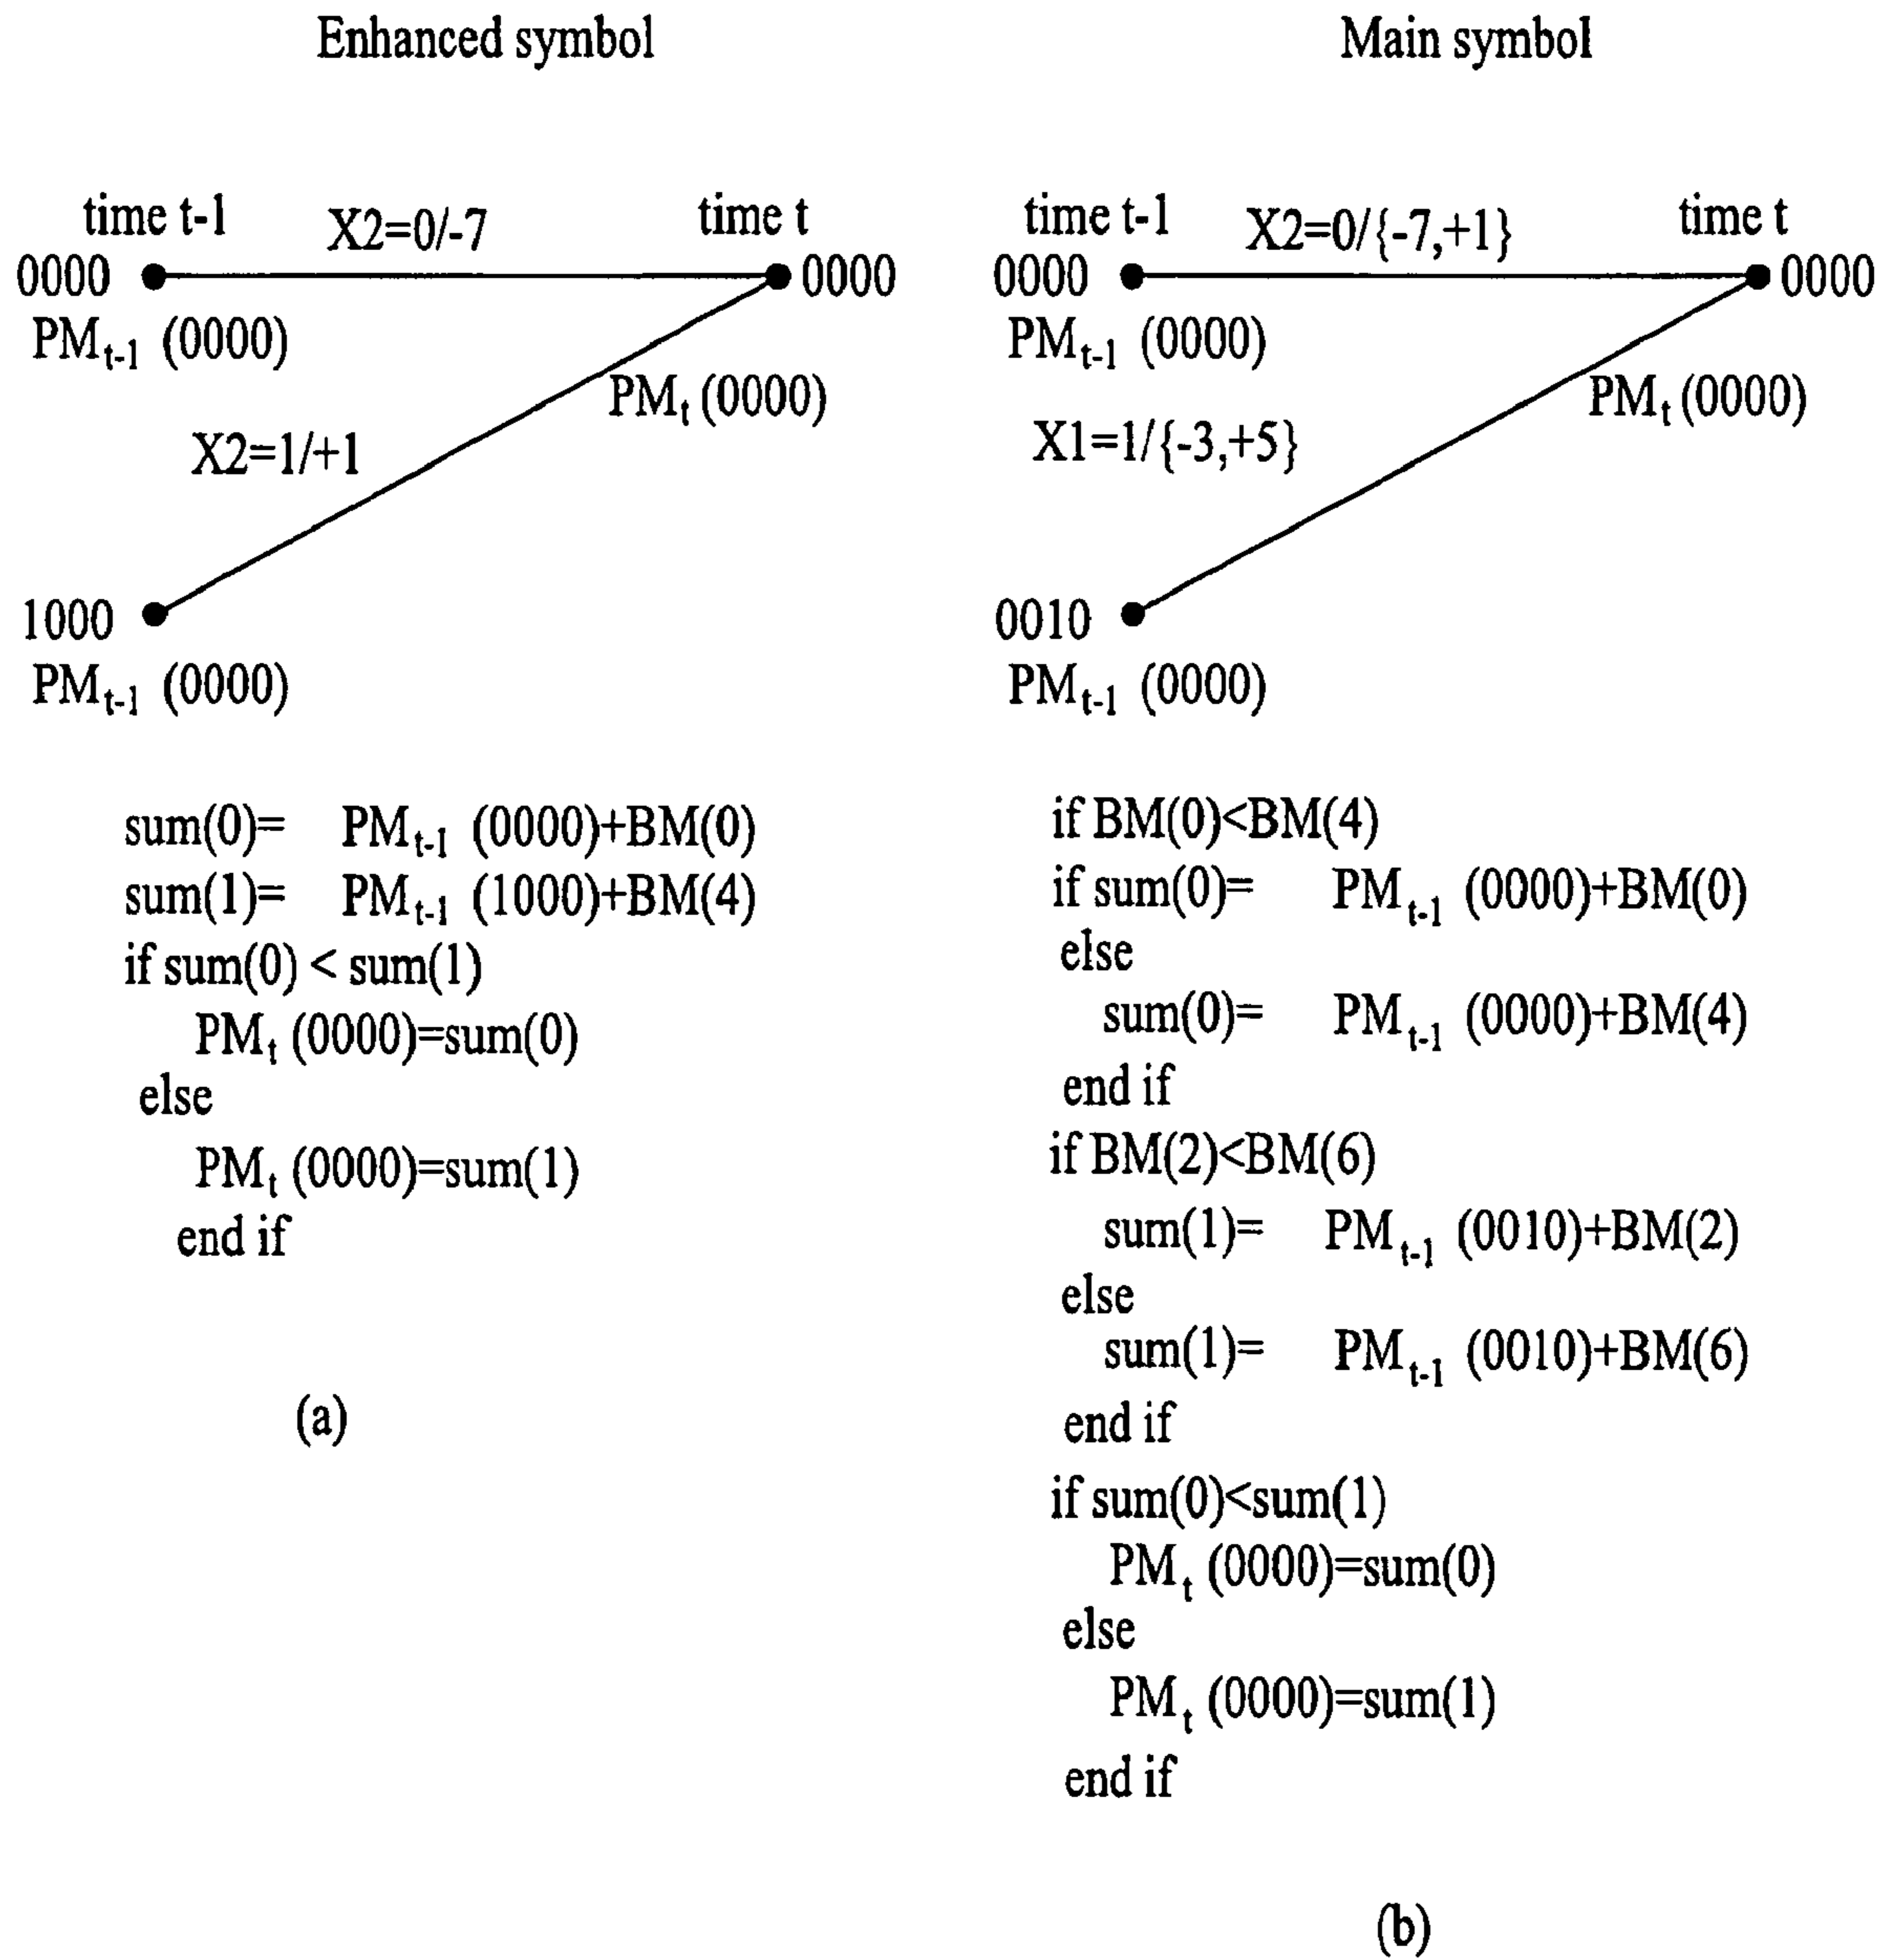 Enhanced symbol
time t-1
X2=0/-7
time t
0000
0000
PMt-1 (0000)
PMt (0000)
X2=1/+1
1000
PMt-1 (0000)
sum(0)= PMt-1 (0000)+BM(0)
sum(1)= PMt-1 (1000)+BM(4)
if sum(0) < sum(1)
PMt (0000)=sum(0)
else
PMt (0000)=sum(1)
end if
(a)
Main symbol
time t-1
X2=0/{-7,+1}
time t
0000
0000
PMt-1 (0000)
PMt (0000)
X1=1/{-3,+5}
0010
PMt-1 (0000)
if BM(0)<BM(4)
if sum(0)= PMt-1 (0000)+BM(0)
else
sum(0)= PMt-1 (0000)+BM(4)
end if
if BM(2)<BM(6)
sum(1)= PMt-1 (0010)+BM(2)
else
sum(1)= PMt-1 (0010)+BM(6)
end if
if sum(0)<sum(1)
PMt (0000)=sum(0)
else
PMt (0000)=sum(1)
end if
(b)